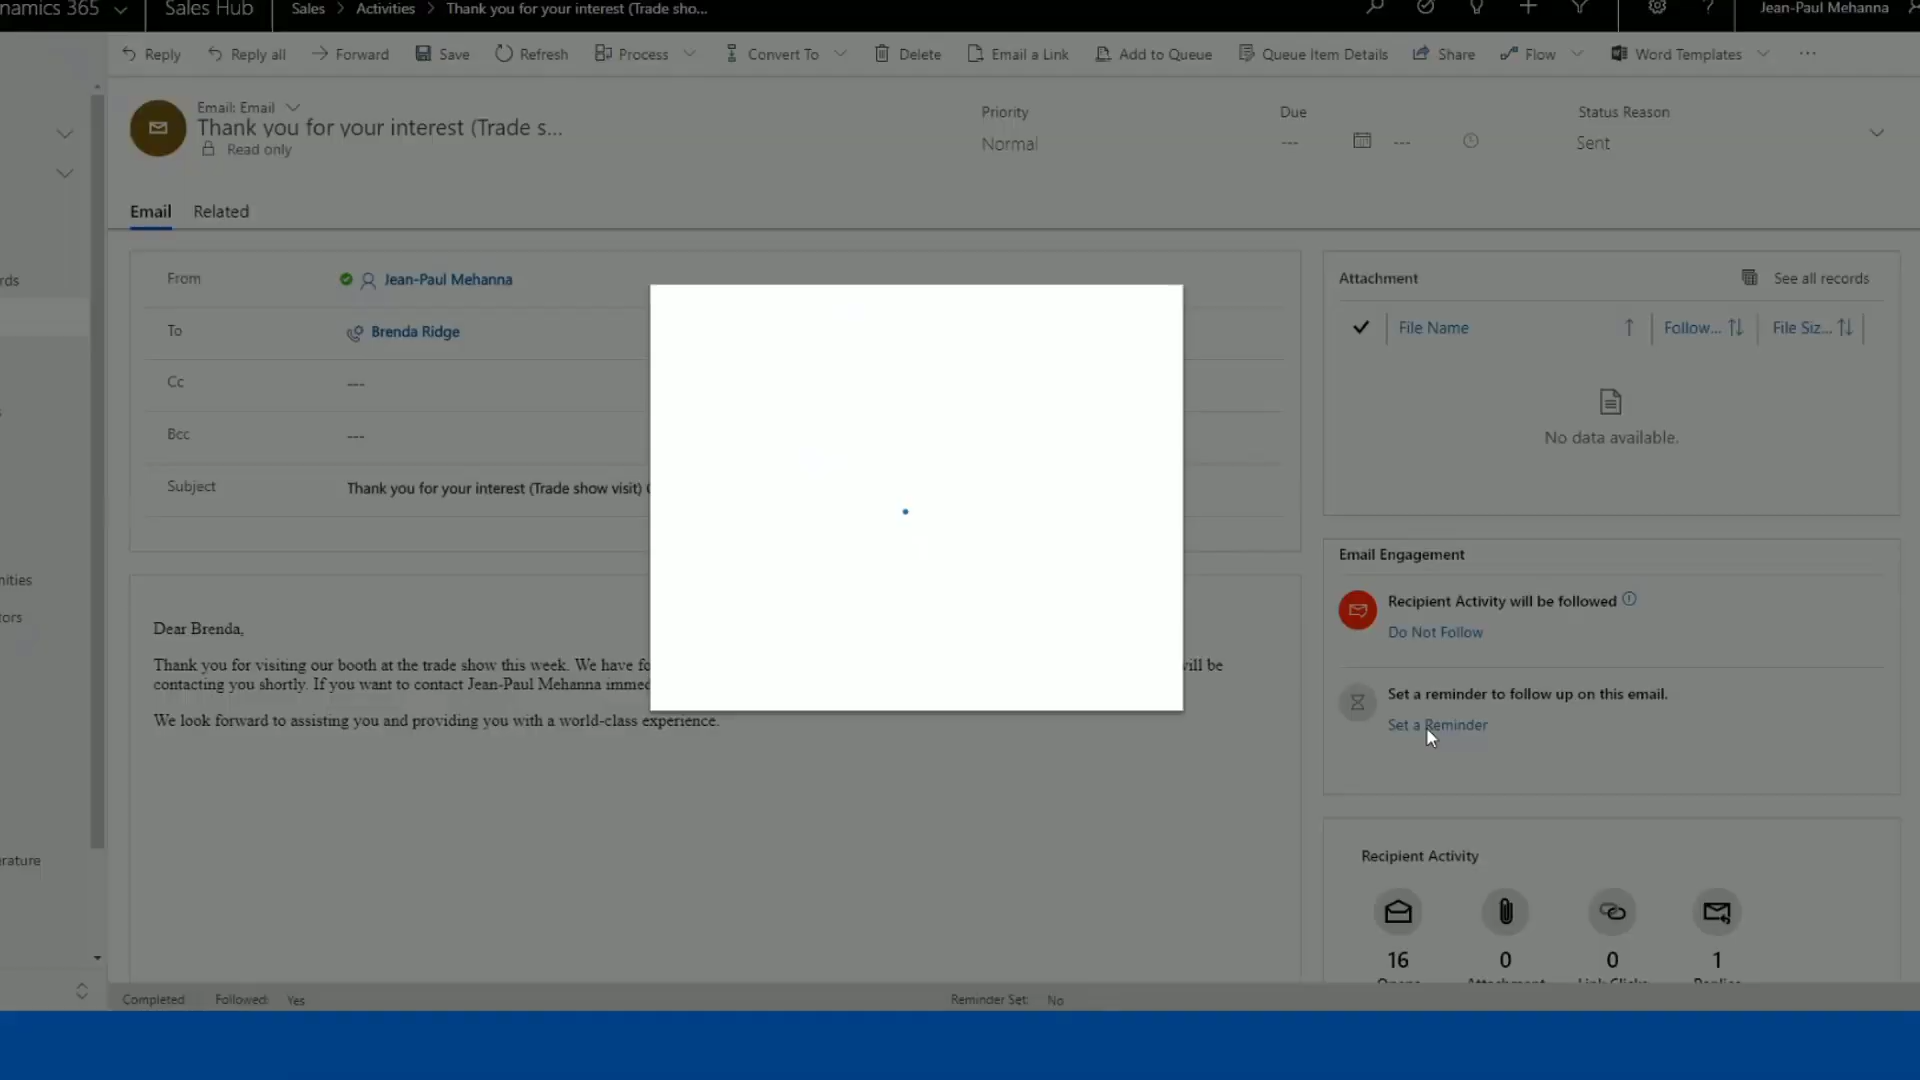 namics 365
Sales Hub
Sales > Activities > Thank you for your interest (Trade sho...
Jean-Paul Mehanna
Reply
Reply all
Forward
Save
Refresh
Process
Convert To
Delete
Email a Link
Add to Queue
Queue Item Details
Share
Flow
Word Templates
Email: Email
Thank you for your interest (Trade s...
Read only
Priority
Normal
Due
---
---
Status Reason
Sent
Email
Related
rds
nities
tors
erature
From
Jean-Paul Mehanna
To
Brenda Ridge
Cc
---
Bcc
---
Subject
Thank you for your interest (Trade show visit)
Dear Brenda,
Thank you for visiting our booth at the trade show this week. We have fo
will be
contacting you shortly. If you want to contact Jean-Paul Mehanna immed
We look forward to assisting you and providing you with a world-class experience.
Attachment
See all records
File Name
Follow...
File Siz...
No data available.
Email Engagement
Recipient Activity will be followed
Do Not Follow
Set a reminder to follow up on this email.
Set a Reminder
Recipient Activity
16
0
0
1
Opens
Attachment
Link Clicks
Replies
Completed
Followed: Yes
Reminder Set: No